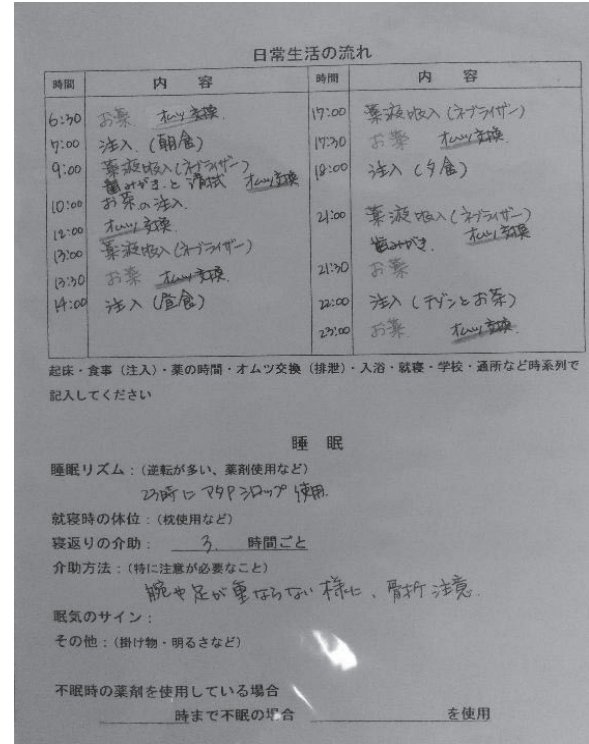 日常生活の流れ
時間 内 容
6:30 お薬 オムツ交換
7:00 注入(朝食)
9:00 薬液吸入(ネブライザー)
歯みがきと清拭 オムツ交換
10:00 お茶の注入
12:00 オムツ交換
13:00 薬液吸入(ネブライザー)
13:30 お薬 オムツ交換
14:00 注入(昼食)
時間 内 容
17:00 薬液吸入(ネブライザー)
17:30 お薬 オムツ交換
18:00 注入(夕食)
21:00 薬液吸入(ネブライザー)
歯みがき オムツ交換
21:30 お薬
22:00 注入(とお茶)
23:00 お薬 オムツ交換
起床・食事(注入)・薬の時間・オムツ交換(排泄)・入浴・就寝・学校・通所など時系列で
記入してください
睡 眠
睡眠リズム:(逆転が多い、薬剤使用など)
23時に シロップ使用.
就寝時の体位:(枕使用など)
寝返りの介助: 3. 時間ごと
介助方法:(特に注意が必要なこと)
腕や足が重ならない様に、骨折注意.
眠気のサイン:
その他:(掛け物・明るさなど)
不眠時の薬剤を使用している場合
時まで不眠の場合 を使用